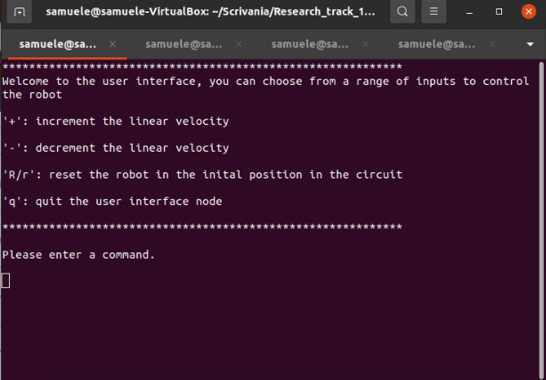 samuele@samuele-VirtualBox: ~/Scrivania/Research_track_1...
samuele@sa... samuele@sa... samuele@sa... samuele@sa...
************************************************************
Welcome to the user interface, you can choose from a range of inputs to control
the robot
'+': increment the linear velocity
'-': decrement the linear velocity
'R/r': reset the robot in the inital position in the circuit
'q': quit the user interface node
************************************************************
Please enter a command.